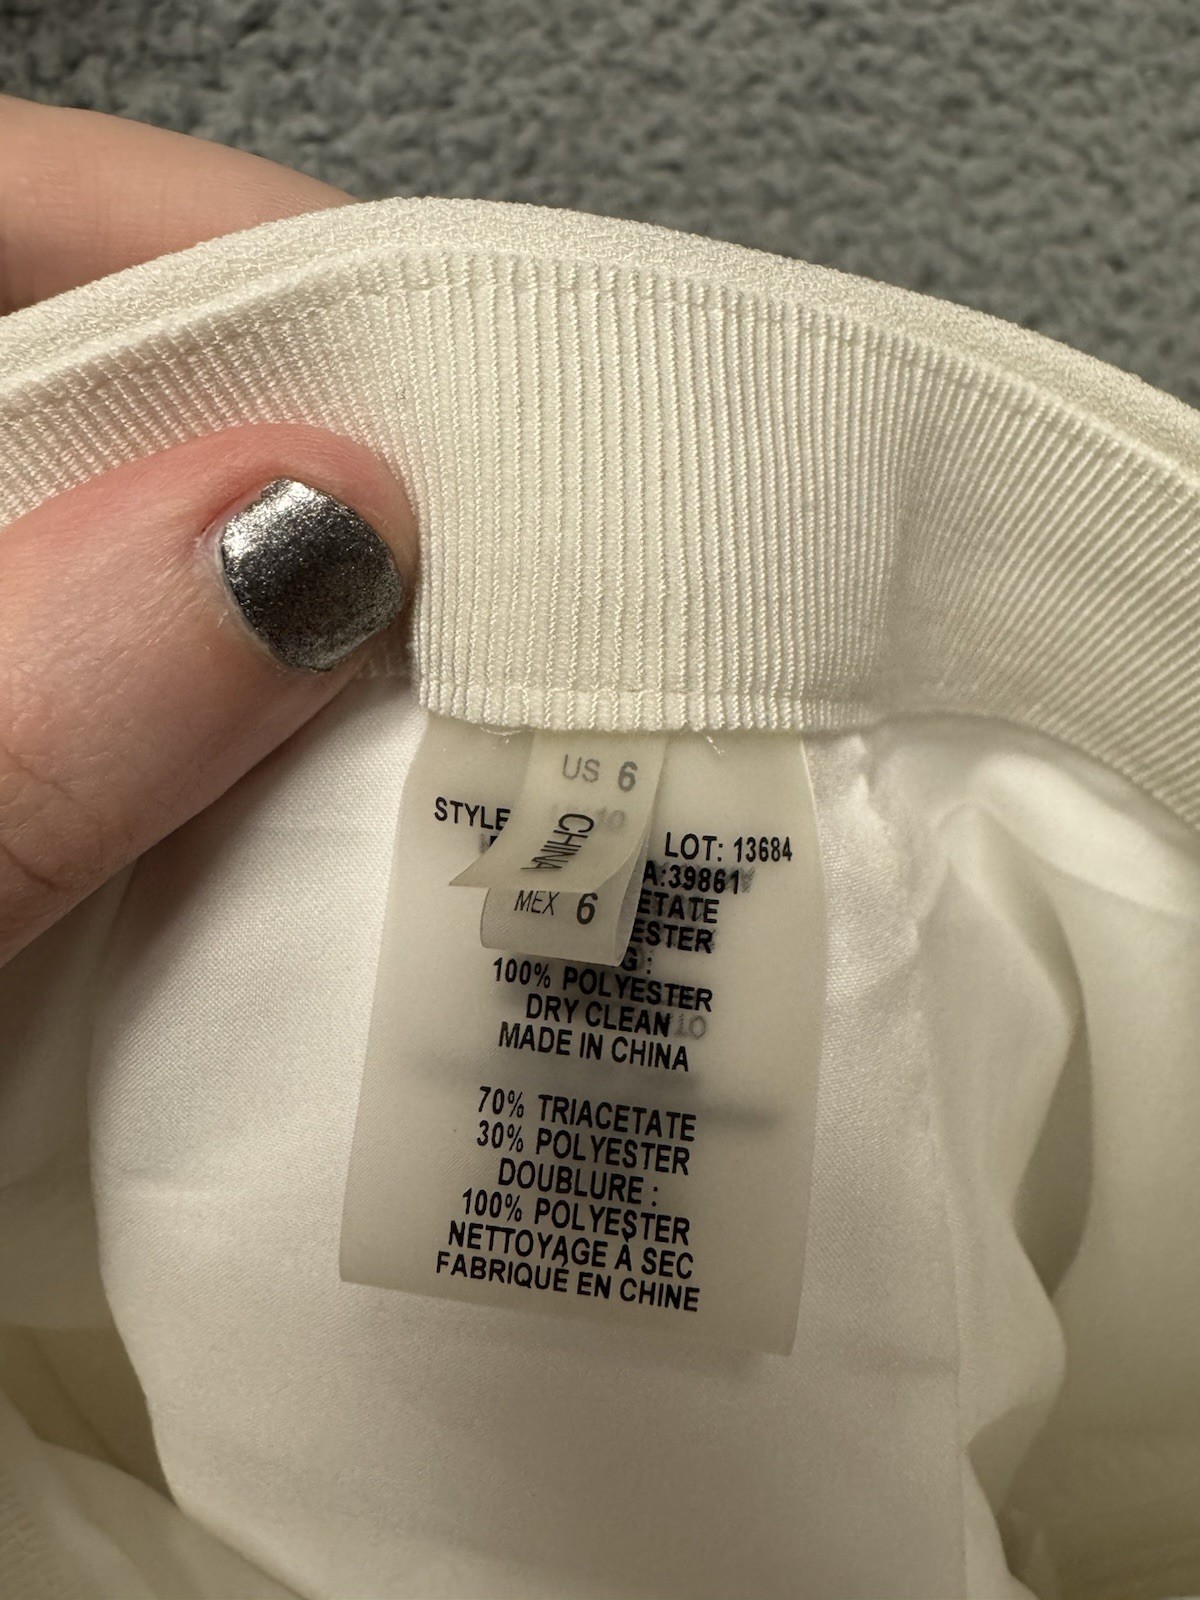 US 6
CHINA
MEX 6
STYLE
LOT: 13684
A:39861
ETATE
ESTER
G :
100% POLYESTER
DRY CLEAN
MADE IN CHINA
70% TRIACETATE
30% POLYESTER
DOUBLURE :
100% POLYESTER
NETTOYAGE À SEC
FABRIQUÉ EN CHINE